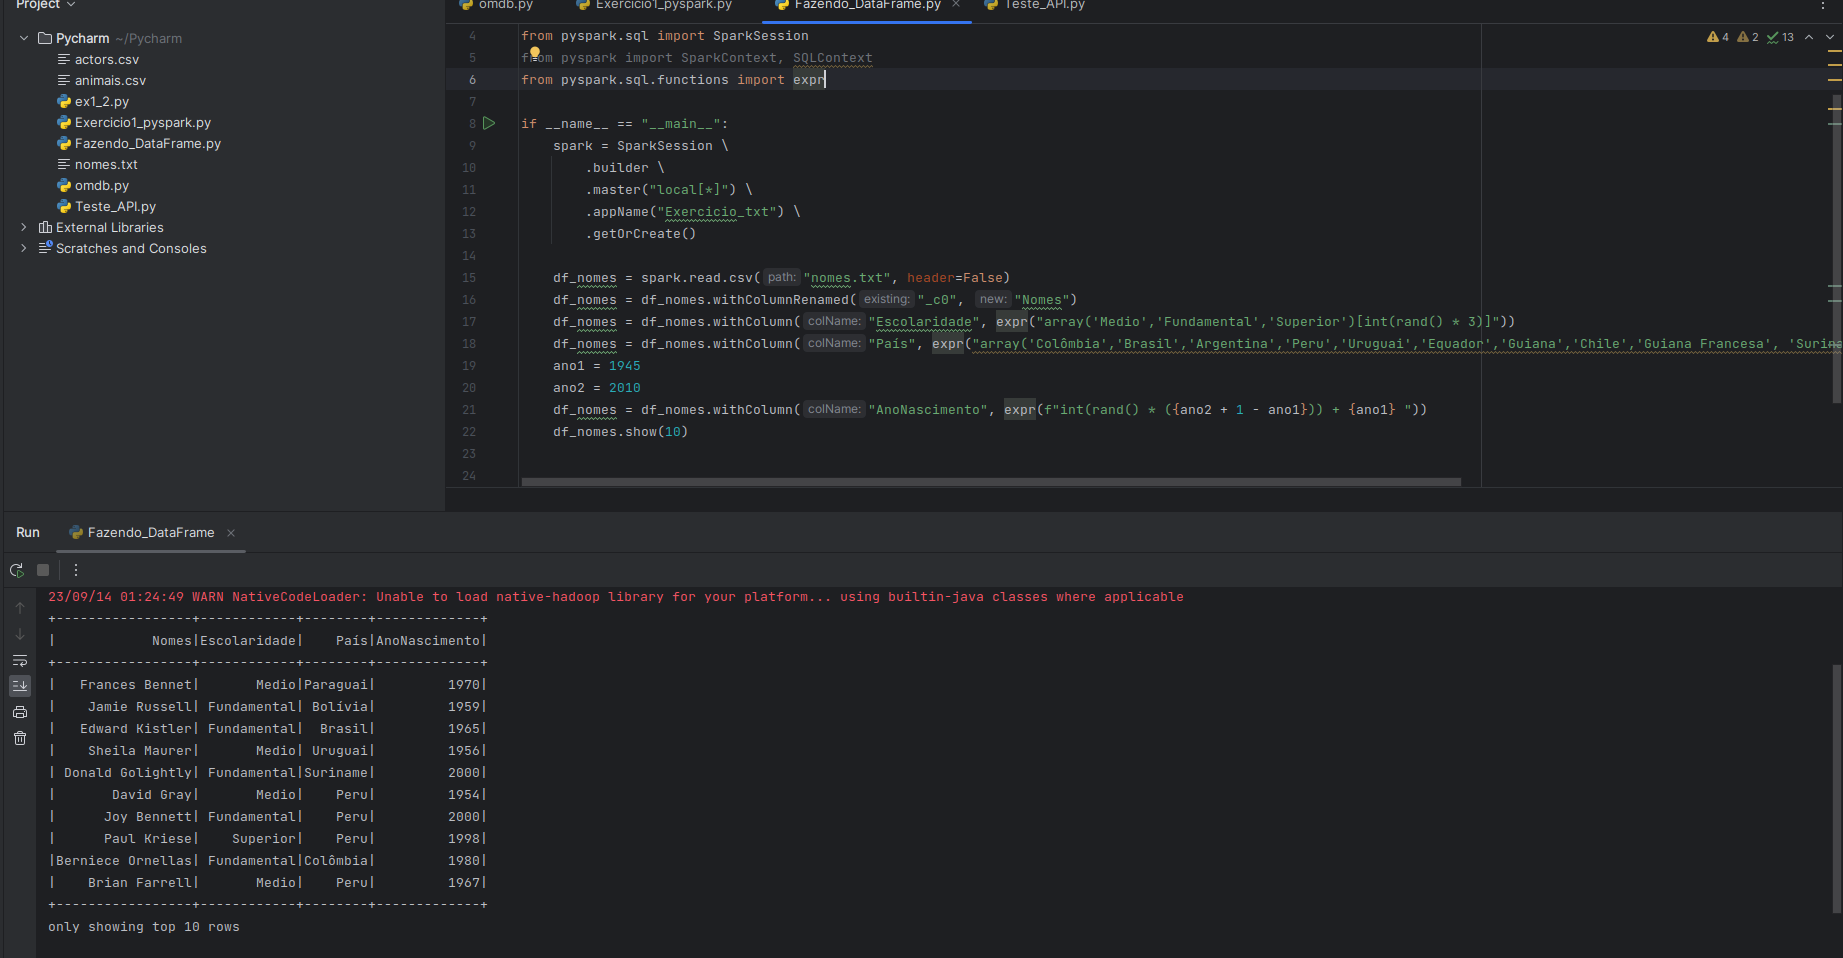 Project
omdb.py Exercicio1_pyspark.py Fazendo_DataFrame.py Teste_API.py
Pycharm ~/Pycharm
actors.csv
animais.csv
ex1_2.py
Exercicio1_pyspark.py
Fazendo_DataFrame.py
nomes.txt
omdb.py
Teste_API.py
External Libraries
Scratches and Consoles
4 2 13
4 from pyspark.sql import SparkSession
5 from pyspark import SparkContext, SQLContext
6 from pyspark.sql.functions import expr
7
8 if __name__ == "__main__":
9 spark = SparkSession \
10 .builder \
11 .master("local[*]") \
12 .appName("Exercicio_txt") \
13 .getOrCreate()
14
15 df_nomes = spark.read.csv( path: "nomes.txt", header=False)
16 df_nomes = df_nomes.withColumnRenamed( existing: "_c0", new: "Nomes")
17 df_nomes = df_nomes.withColumn( colName: "Escolaridade", expr("array('Medio','Fundamental','Superior')[int(rand() * 3)]"))
18 df_nomes = df_nomes.withColumn( colName: "País", expr("array('Colômbia','Brasil','Argentina','Peru','Uruguai','Equador','Guiana','Chile','Guiana Francesa', 'Surina
19 ano1 = 1945
20 ano2 = 2010
21 df_nomes = df_nomes.withColumn( colName: "AnoNascimento", expr(f"int(rand() * ({ano2 + 1 - ano1})) + {ano1} "))
22 df_nomes.show(10)
23
24
Run Fazendo_DataFrame
23/09/14 01:24:49 WARN NativeCodeLoader: Unable to load native-hadoop library for your platform... using builtin-java classes where applicable
+-----------------+------------+--------+-------------+
|            Nomes|Escolaridade|    País|AnoNascimento|
+-----------------+------------+--------+-------------+
|   Frances Bennet|       Medio|Paraguai|         1970|
|    Jamie Russell| Fundamental| Bolívia|         1959|
|   Edward Kistler| Fundamental|  Brasil|         1965|
|    Sheila Maurer|       Medio| Uruguai|         1956|
| Donald Golightly| Fundamental|Suriname|         2000|
|       David Gray|       Medio|    Peru|         1954|
|      Joy Bennett| Fundamental|    Peru|         2000|
|      Paul Kriese|    Superior|    Peru|         1998|
|Berniece Ornellas| Fundamental|Colômbia|         1980|
|    Brian Farrell|       Medio|    Peru|         1967|
+-----------------+------------+--------+-------------+
only showing top 10 rows